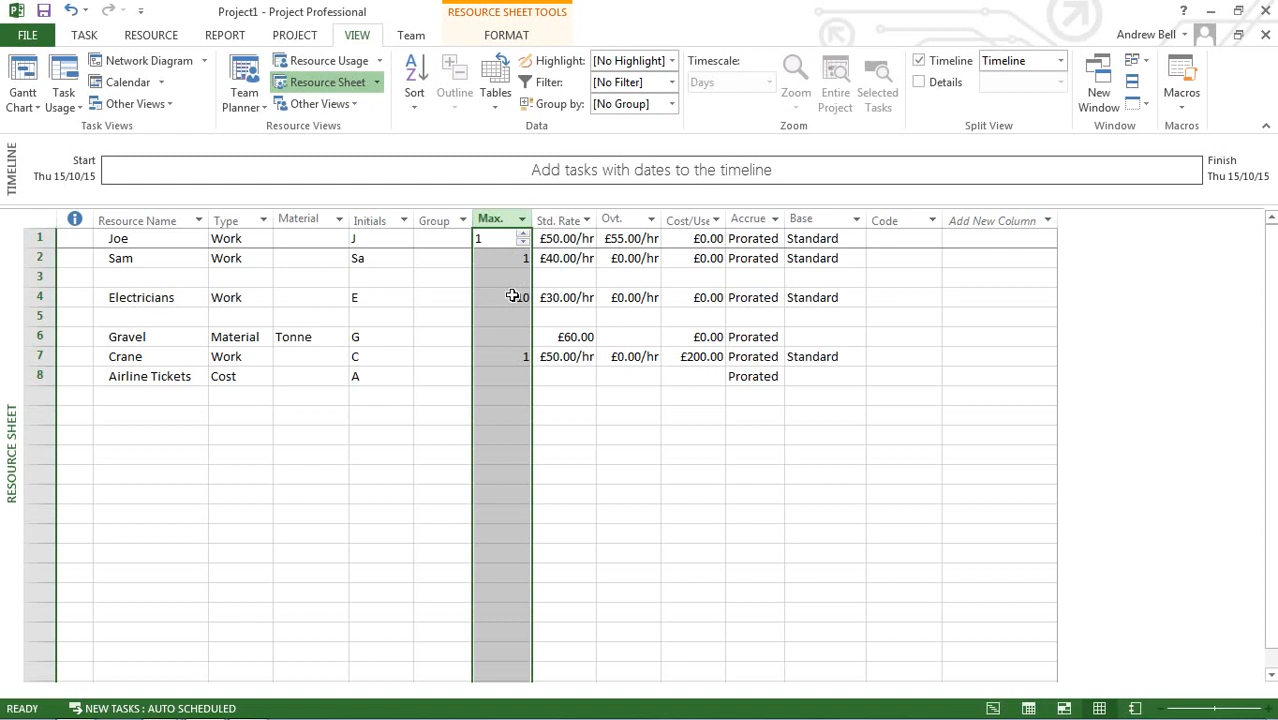 Project1 - Project Professional
RESOURCE SHEET TOOLS
?
FILE TASK RESOURCE REPORT PROJECT VIEW Team FORMAT Andrew Bell
Gantt Chart
Task Usage
Network Diagram
Calendar
Other Views
Task Views
Team Planner
Resource Usage
Resource Sheet
Other Views
Resource Views
Sort
Outline
Tables
Highlight: [No Highlight]
Filter: [No Filter]
Group by: [No Group]
Data
Timescale:
Days
Zoom
Entire Project
Selected Tasks
Zoom
Timeline Timeline
Details
Split View
New Window
Window
Macros
Macros
TIMELINE
Start
Thu 15/10/15
Add tasks with dates to the timeline
Finish
Thu 15/10/15
RESOURCE SHEET
Resource Name Type Material Initials Group Max. Std. Rate Ovt. Cost/Use Accrue Base Code Add New Column
1 Joe Work J 1 £50.00/hr £55.00/hr £0.00 Prorated Standard
2 Sam Work Sa 1 £40.00/hr £0.00/hr £0.00 Prorated Standard
3
4 Electricians Work E £30.00/hr £0.00/hr £0.00 Prorated Standard
5
6 Gravel Material Tonne G £60.00 £0.00 Prorated
7 Crane Work C 1 £50.00/hr £0.00/hr £200.00 Prorated Standard
8 Airline Tickets Cost A Prorated
READY NEW TASKS : AUTO SCHEDULED